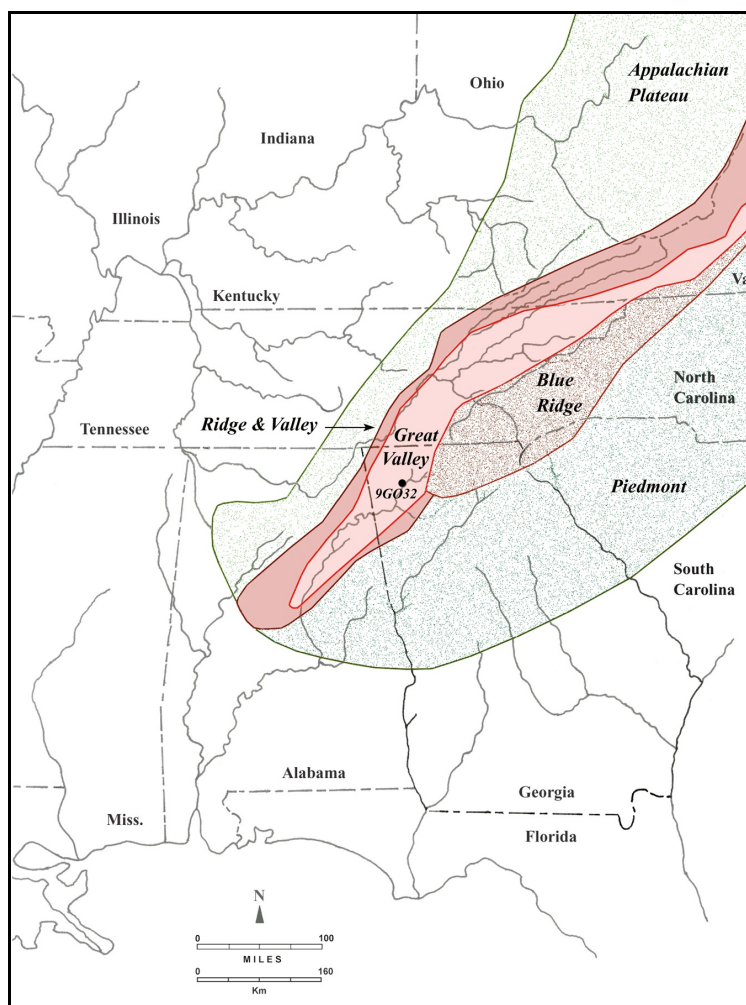 Ohio
Appalachian
Plateau
Indiana
Illinois
Kentucky
Va
Blue
Ridge
North
Carolina
Tennessee
Ridge & Valley
Great
Valley
9GO32
Piedmont
South
Carolina
Alabama
Georgia
Miss.
Florida
N
0 100
MILES
0 160
Km